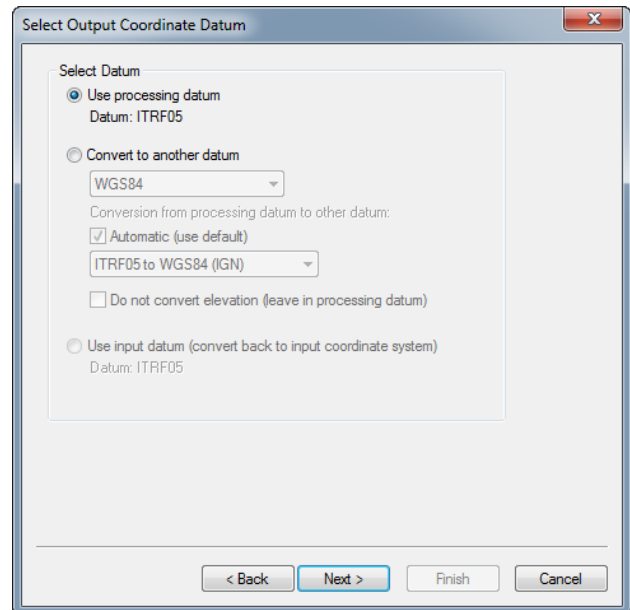 Select Output Coordinate Datum
Select Datum
Use processing datum
Datum: ITRF05
Convert to another datum
WGS84
Conversion from processing datum to other datum:
Automatic (use default)
ITRF05 to WGS84 (IGN)
Do not convert elevation (leave in processing datum)
Use input datum (convert back to input coordinate system)
Datum: ITRF05
< Back Next > Finish Cancel